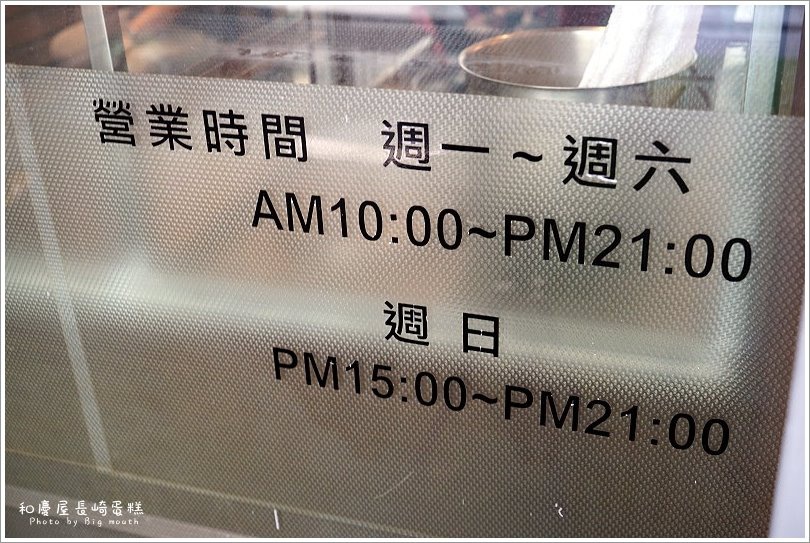 營業時間 週一~週六
AM10:00~PM21:00
週日
PM15:00~PM21:00
和慶屋長崎蛋糕
Photo by Big mouth